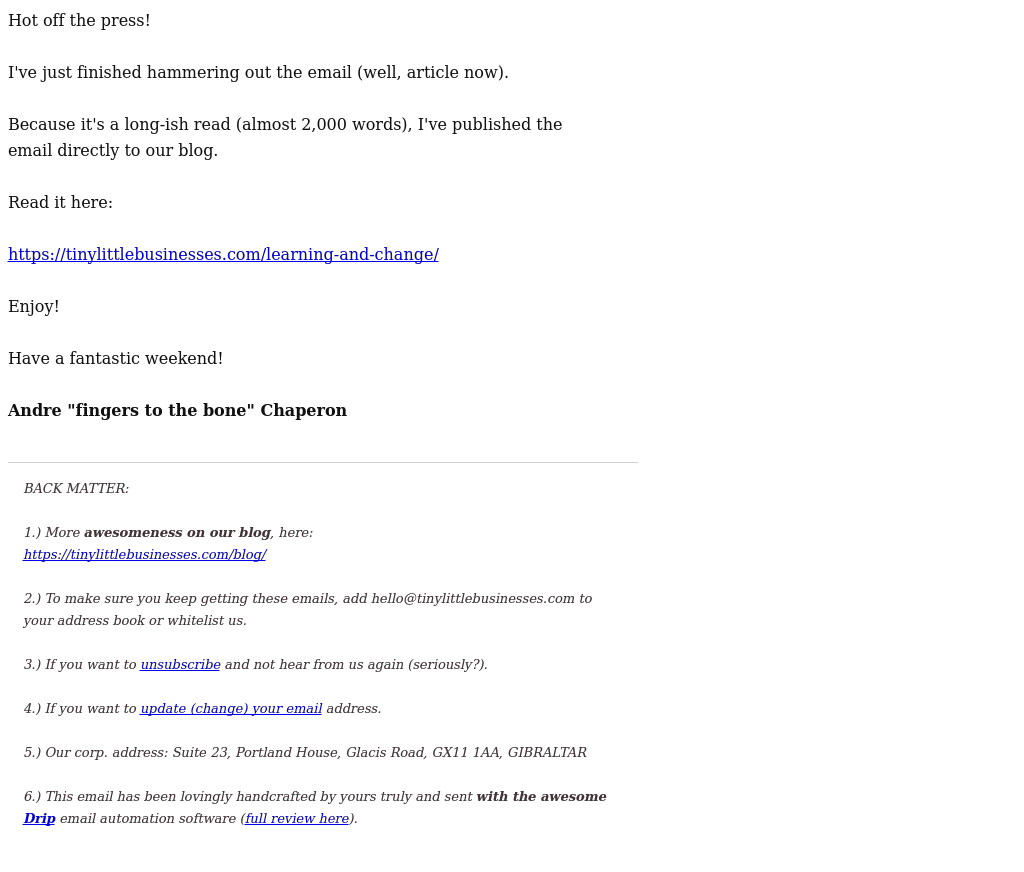 Hot off the press!
I've just finished hammering out the email (well, article now).
Because it's a long-ish read (almost 2,000 words), I've published the
email directly to our blog.
Read it here:
https://tinylittlebusinesses.com/learning-and-change/
Enjoy!
Have a fantastic weekend!
Andre "fingers to the bone" Chaperon
BACK MATTER:
1.) More awesomeness on our blog, here:
https://tinylittlebusinesses.com/blog/
2.) To make sure you keep getting these emails, add hello@tinylittlebusinesses.com to
your address book or whitelist us.
3.) If you want to unsubscribe and not hear from us again (seriously?).
4.) If you want to update (change) your email address.
5.) Our corp. address: Suite 23, Portland House, Glacis Road, GX11 1AA, GIBRALTAR
6.) This email has been lovingly handcrafted by yours truly and sent with the awesome
Drip email automation software (full review here).